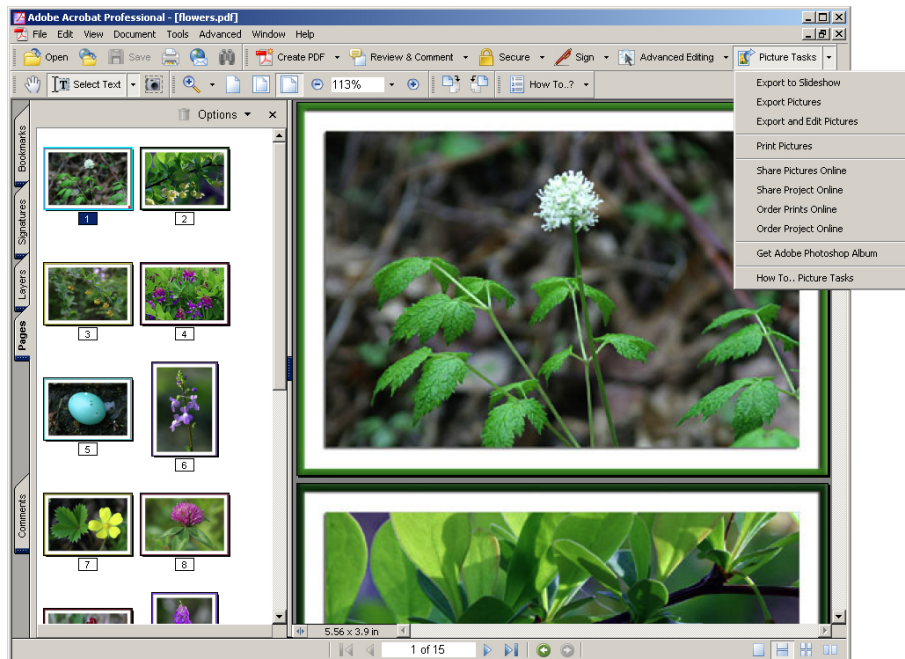 Adobe Acrobat Professional - [flowers.pdf]
File Edit View Document Tools Advanced Window Help
Open Save Create PDF Review & Comment Secure Sign Advanced Editing Picture Tasks
Select Text 113% How To..?
Export to Slideshow
Export Pictures
Export and Edit Pictures
Print Pictures
Share Pictures Online
Share Project Online
Order Prints Online
Order Project Online
Get Adobe Photoshop Album
How To.. Picture Tasks
Options
Bookmarks
Signatures
Layers
Pages
Comments
1 2
3 4
5 6
7 8
5.56 x 3.9 in
1 of 15